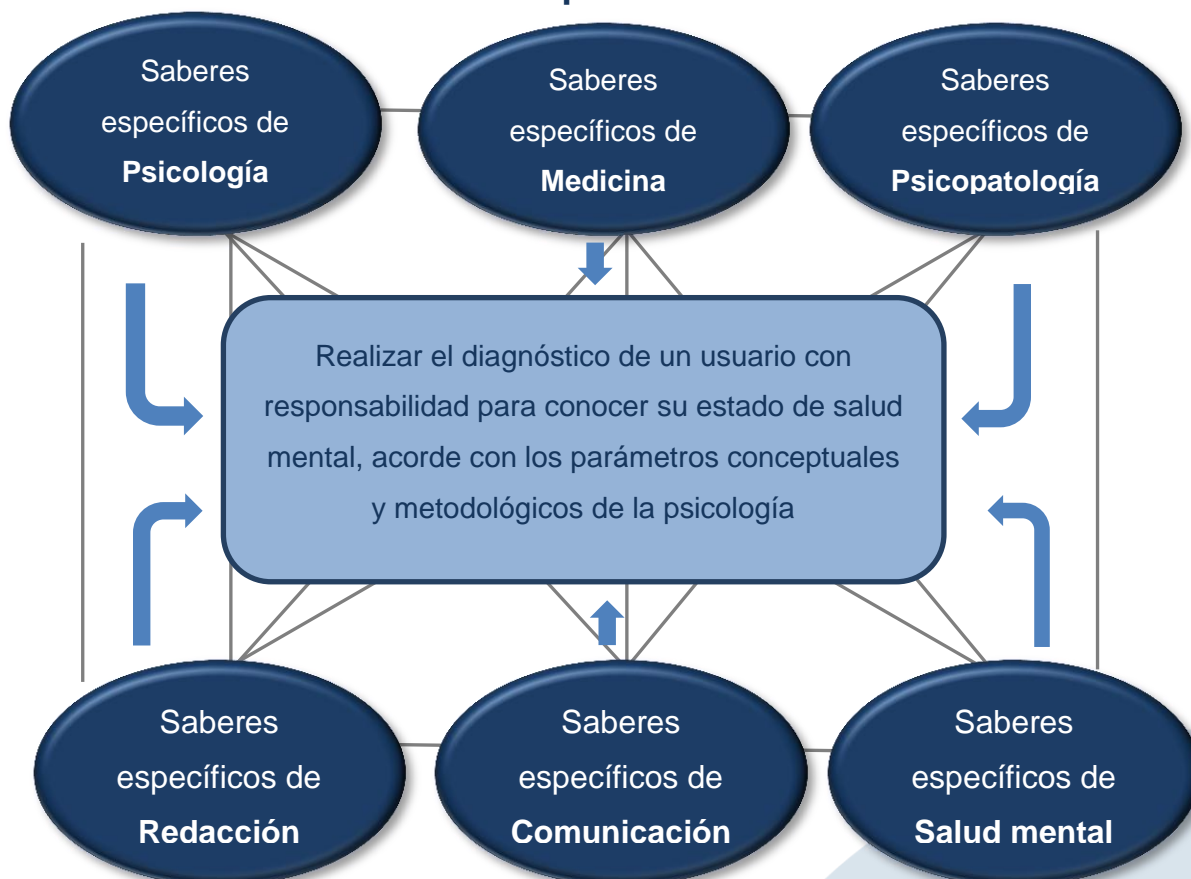 Saberes
específicos de
Psicología
Saberes
específicos de
Medicina
Saberes
específicos de
Psicopatología
Realizar el diagnóstico de un usuario con
responsabilidad para conocer su estado de salud
mental, acorde con los parámetros conceptuales
y metodológicos de la psicología
Saberes
específicos de
Redacción
Saberes
específicos de
Comunicación
Saberes
específicos de
Salud mental